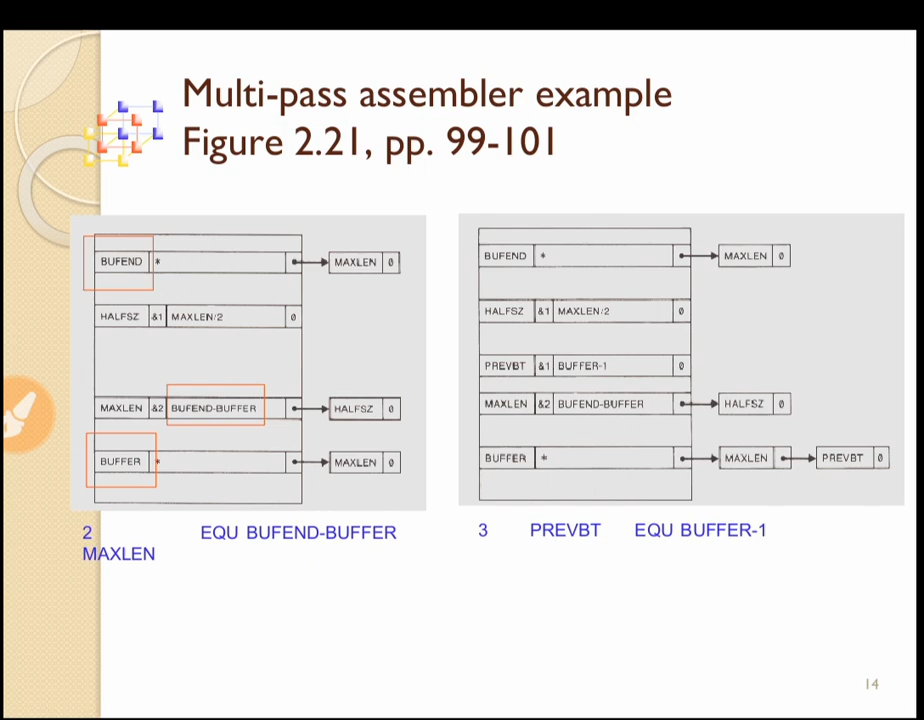 Multi-pass assembler example
Figure 2.21, pp. 99-101
BUFEND * MAXLEN 0
HALFSZ &1 MAXLEN/2 0
MAXLEN &2 BUFEND-BUFFER HALFSZ 0
BUFFER * MAXLEN 0
2 EQU BUFEND-BUFFER
MAXLEN
BUFEND * MAXLEN 0
HALFSZ &1 MAXLEN/2 0
PREVBT &1 BUFFER-1 0
MAXLEN &2 BUFEND-BUFFER HALFSZ 0
BUFFER * MAXLEN PREVBT 0
3 PREVBT EQU BUFFER-1
14